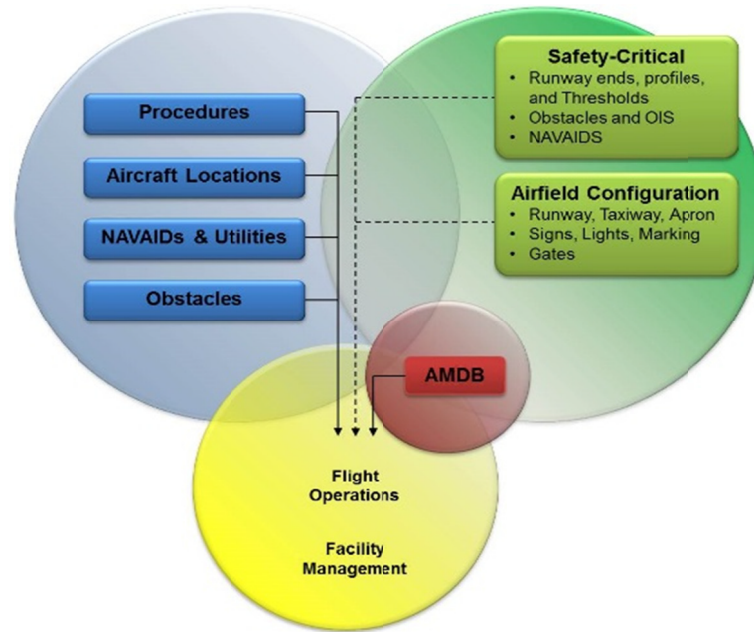 Procedures
Aircraft Locations
NAVAIDs & Utilities
Obstacles
Safety-Critical
• Runway ends, profiles,
and Thresholds
• Obstacles and OIS
• NAVAIDS
Airfield Configuration
• Runway, Taxiway, Apron
• Signs, Lights, Marking
• Gates
AMDB
Flight
Operations
Facility
Management